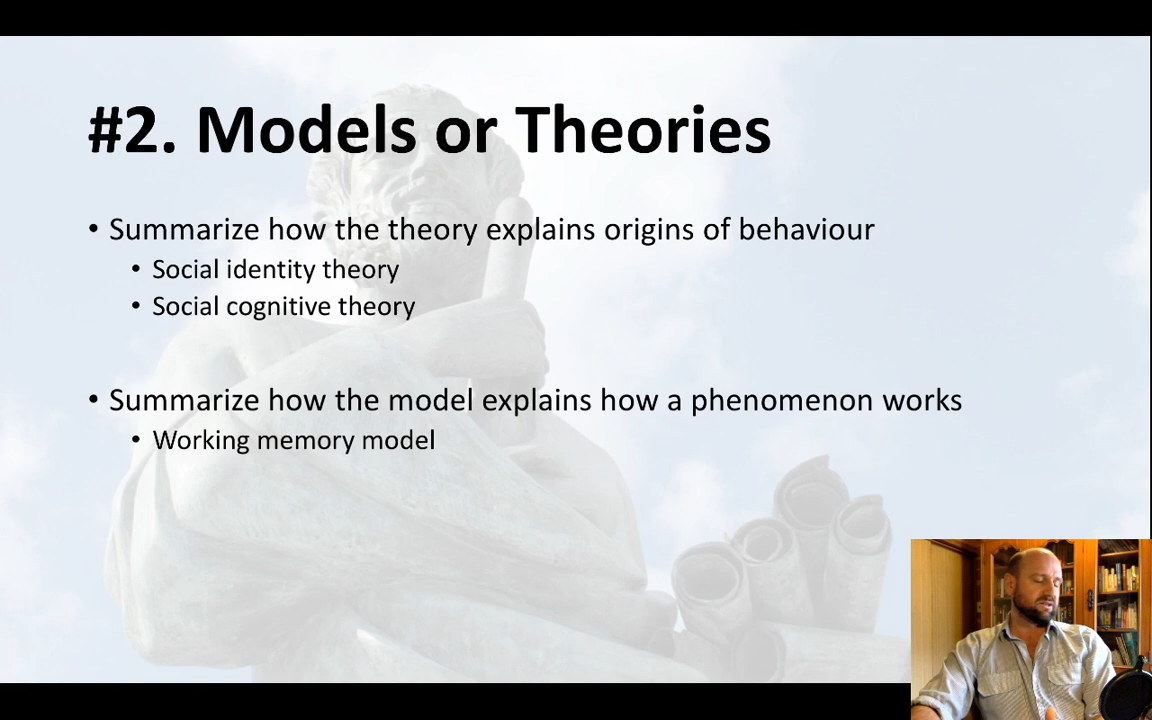 #2. Models or Theories
• Summarize how the theory explains origins of behaviour
• Social identity theory
• Social cognitive theory
• Summarize how the model explains how a phenomenon works
• Working memory model